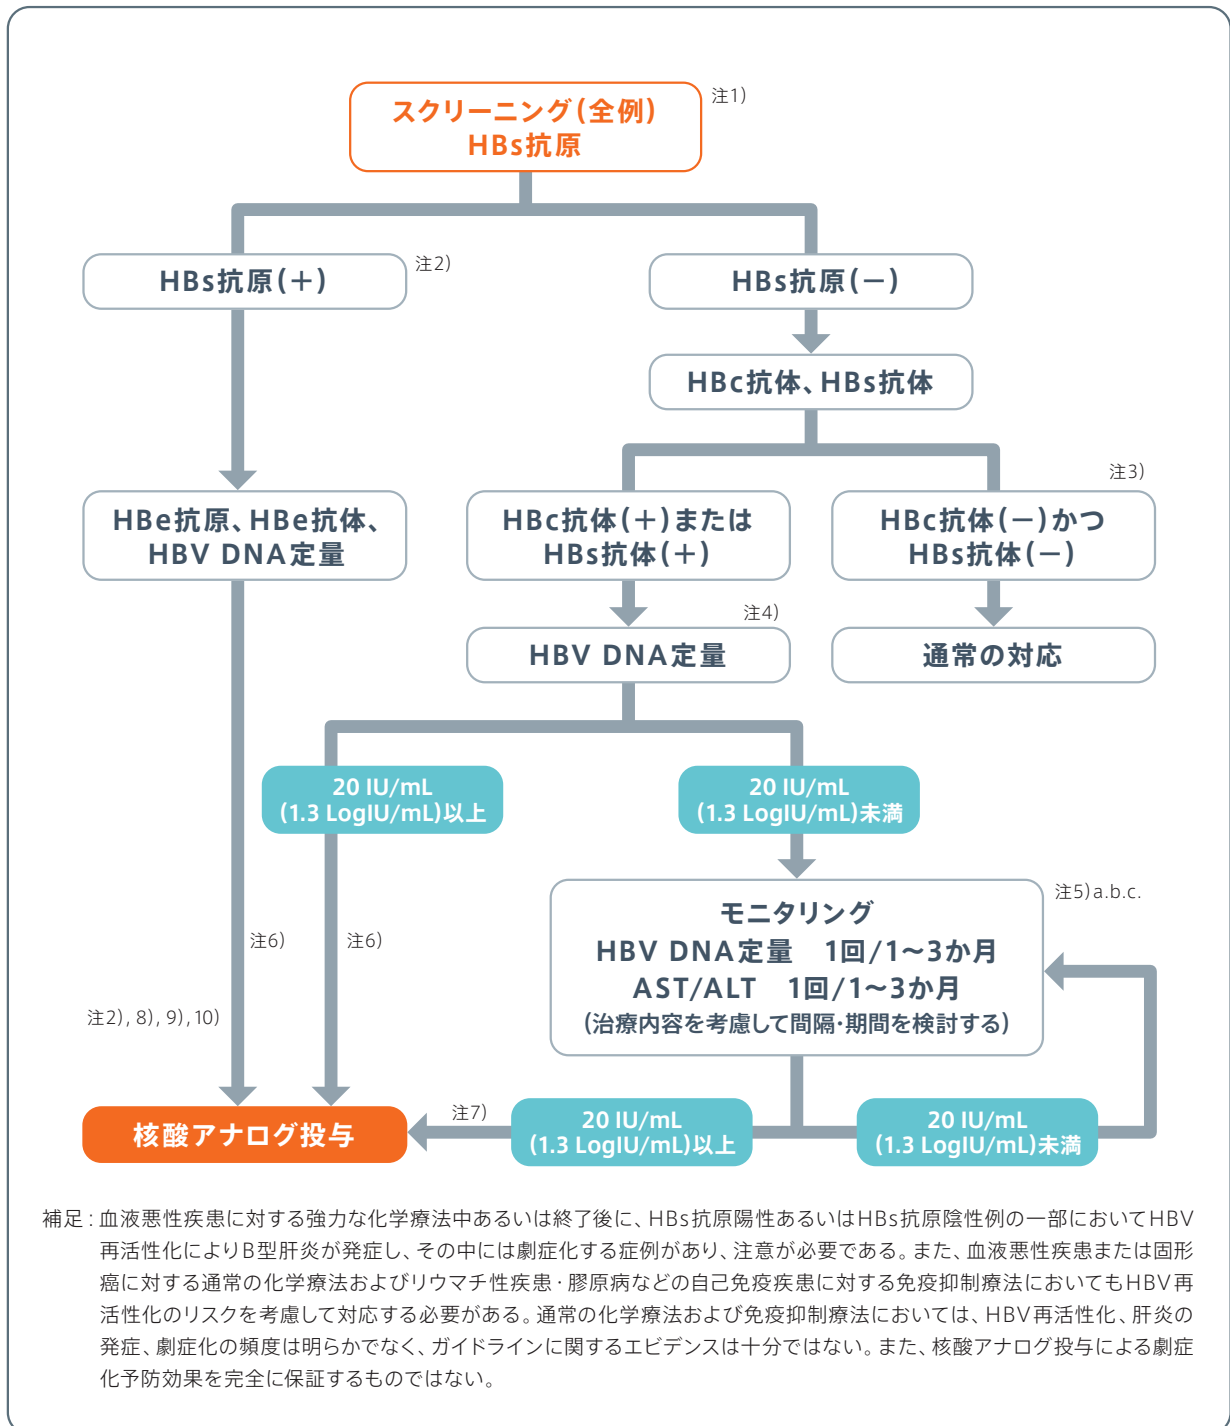 スクリーニング(全例)
HBs抗原
注1)
HBs抗原(+)
注2)
HBs抗原(−)
HBc抗体、HBs抗体
注3)
HBe抗原、HBe抗体、
HBV DNA定量
HBc抗体(+)または
HBs抗体(+)
HBc抗体(−)かつ
HBs抗体(−)
注4)
HBV DNA定量
通常の対応
20 IU/mL
(1.3 LogIU/mL)以上
20 IU/mL
(1.3 LogIU/mL)未満
注5)a.b.c.
モニタリング
HBV DNA定量 1回/1〜3か月
AST/ALT 1回/1〜3か月
(治療内容を考慮して間隔・期間を検討する)
注6)
注6)
注2), 8), 9), 10)
核酸アナログ投与
注7)
20 IU/mL
(1.3 LogIU/mL)以上
20 IU/mL
(1.3 LogIU/mL)未満
補足 : 血液悪性疾患に対する強力な化学療法中あるいは終了後に、HBs抗原陽性あるいはHBs抗原陰性例の一部においてHBV
再活性化によりB型肝炎が発症し、その中には劇症化する症例があり、注意が必要である。また、血液悪性疾患または固形
癌に対する通常の化学療法およびリウマチ性疾患・膠原病などの自己免疫疾患に対する免疫抑制療法においてもHBV再
活性化のリスクを考慮して対応する必要がある。通常の化学療法および免疫抑制療法においては、HBV再活性化、肝炎の
発症、劇症化の頻度は明らかでなく、ガイドラインに関するエビデンスは十分ではない。また、核酸アナログ投与による劇症
化予防効果を完全に保証するものではない。